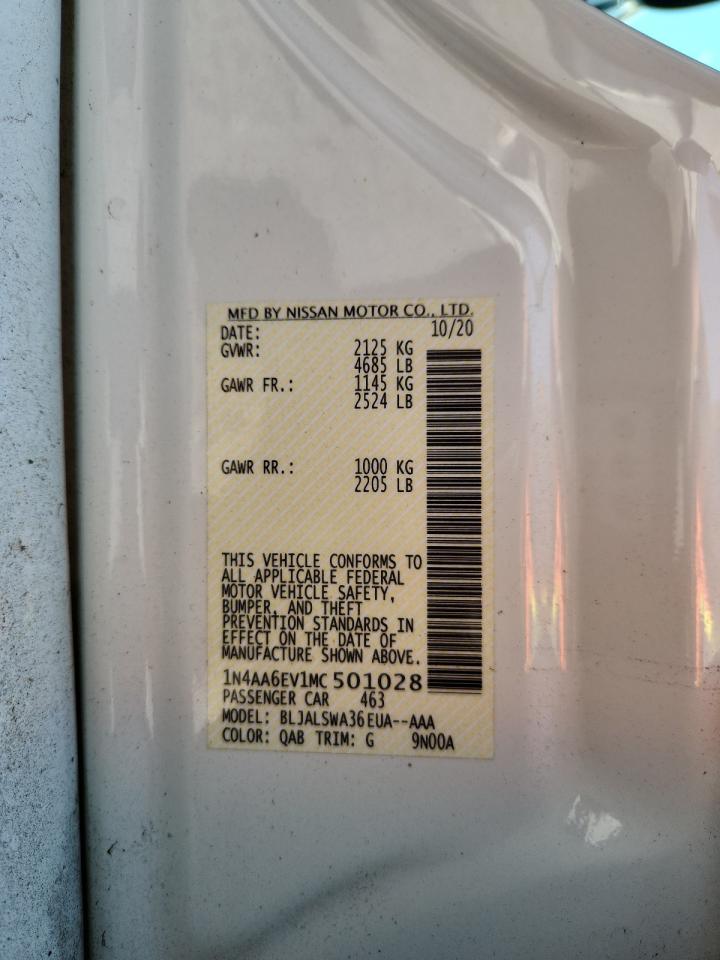 MFD BY NISSAN MOTOR CO., LTD.
DATE: 10/20
GVWR: 2125 KG
4685 LB
GAWR FR.: 1145 KG
2524 LB
GAWR RR.: 1000 KG
2205 LB
THIS VEHICLE CONFORMS TO
ALL APPLICABLE FEDERAL
MOTOR VEHICLE SAFETY,
BUMPER, AND THEFT
PREVENTION STANDARDS IN
EFFECT ON THE DATE OF
MANUFACTURE SHOWN ABOVE.
1N4AA6EV1MC501028
PASSENGER CAR 463
MODEL: BLJALSWA36EUA--AAA
COLOR: QAB TRIM: G 9N00A